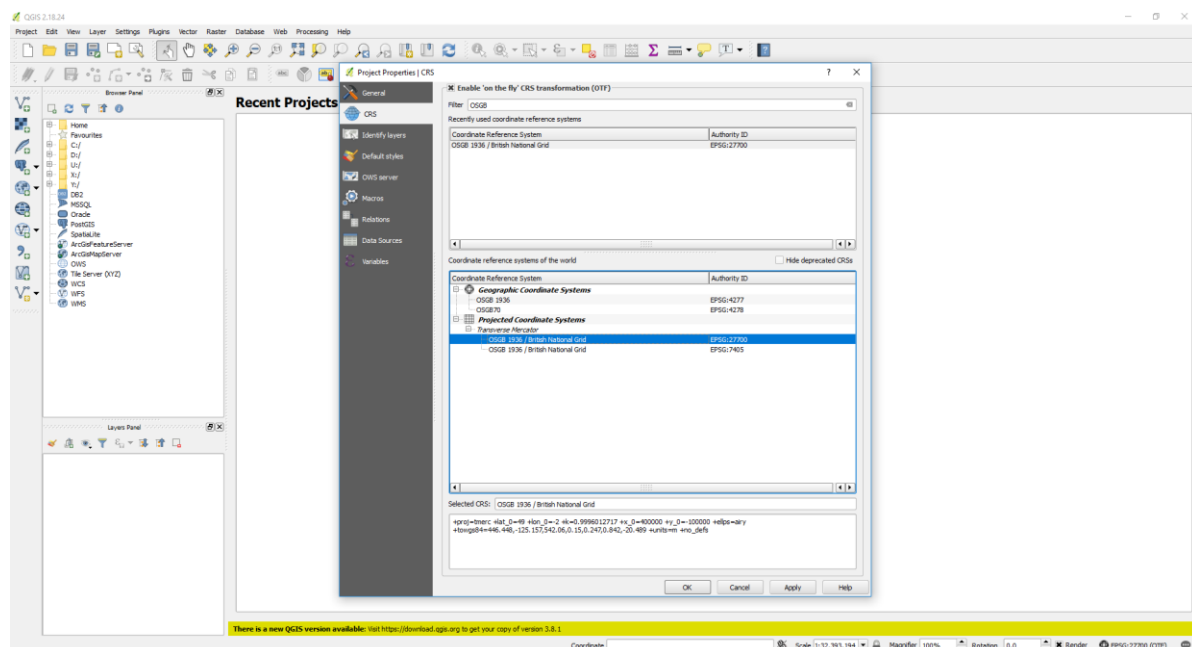 QGIS 2.18.24
Project Edit View Layer Settings Plugins Vector Raster Database Web Processing Help
Browser Panel
Home
Favourites
C:/
D:/
U:/
X:/
Y:/
DB2
MSSQL
Oracle
PostGIS
SpatiaLite
ArcGisFeatureServer
ArcGisMapServer
OWS
Tile Server (XYZ)
WCS
WFS
WMS
Layers Panel
Recent Projects
Project Properties | CRS
General
CRS
Identify layers
Default styles
OWS server
Macros
Relations
Data Sources
Variables
Enable 'on the fly' CRS transformation (OTF)
Filter OSGB
Recently used coordinate reference systems
Coordinate Reference System Authority ID
OSGB 1936 / British National Grid EPSG:27700
Coordinate reference systems of the world Hide deprecated CRSs
Coordinate Reference System Authority ID
Geographic Coordinate Systems
OSGB 1936 EPSG:4277
OSGB70 EPSG:4278
Projected Coordinate Systems
Transverse Mercator
OSGB 1936 / British National Grid EPSG:27700
OSGB 1936 / British National Grid EPSG:7405
Selected CRS: OSGB 1936 / British National Grid
+proj=tmerc +lat_0=49 +lon_0=-2 +k=0.9996012717 +x_0=400000 +y_0=-100000 +ellps=airy
+towgs84=446.448,-125.157,542.06,0.15,0.247,0.842,-20.489 +units=m +no_defs
OK Cancel Apply Help
There is a new QGIS version available: Visit https://download.qgis.org to get your copy of version 3.8.1
Coordinate Scale 1:32,393,194 Magnifier 100% Rotation 0.0 Render EPSG:27700 (OTF)